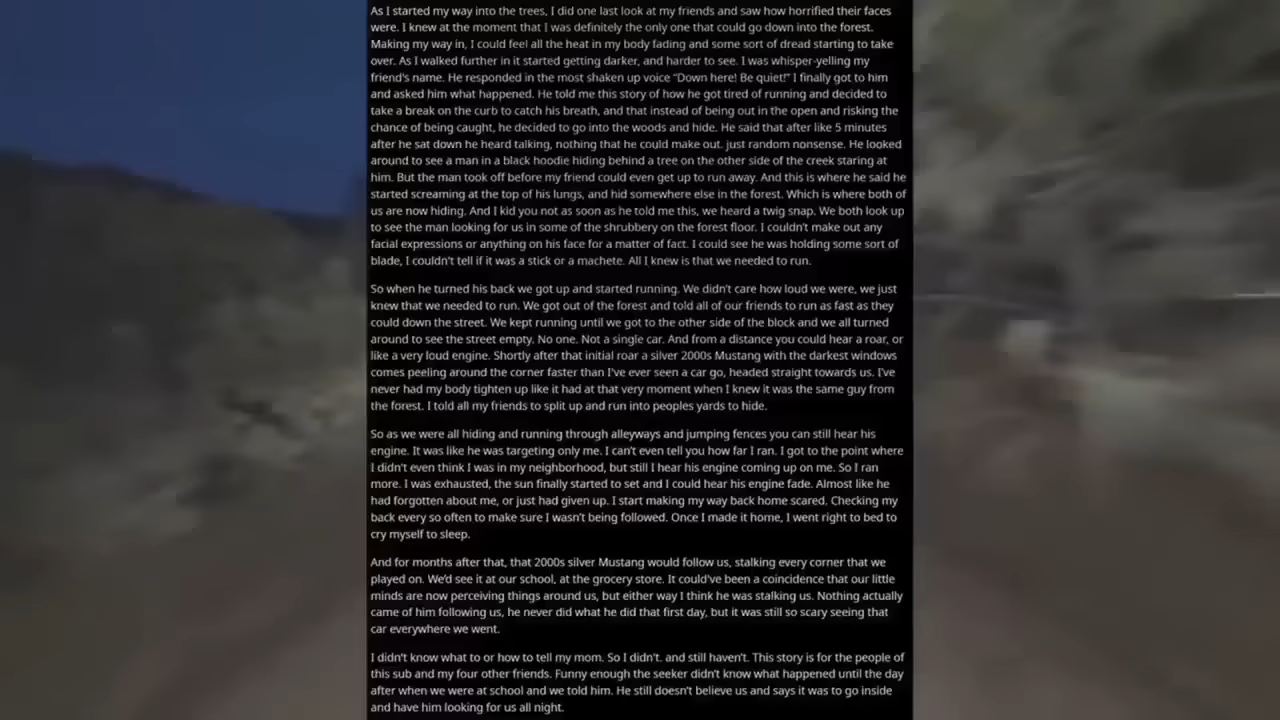 As I started my way into the trees, I did one last look at my friends and saw how horrified their faces
were. I knew at the moment that I was definitely the only one that could go down into the forest.
Making my way in, I could feel all the heat in my body fading and some sort of dread starting to take
over. As I walked further in it started getting darker, and harder to see. I was whisper-yelling my
friend's name. He responded in the most shaken up voice “Down here! Be quiet!” I finally got to him
and asked him what happened. He told me this story of how he got tired of running and decided to
take a break on the curb to catch his breath, and that instead of being out in the open and risking the
chance of being caught, he decided to go into the woods and hide. He said that after like 5 minutes
after he sat down he heard talking, nothing that he could make out. just random nonsense. He looked
around to see a man in a black hoodie hiding behind a tree on the other side of the creek staring at
him. But the man took off before my friend could even get up to run away. And this is where he said he
started screaming at the top of his lungs, and hid somewhere else in the forest. Which is where both of
us are now hiding. And I kid you not as soon as he told me this, we heard a twig snap. We both look up
to see the man looking for us in some of the shrubbery on the forest floor. I couldn't make out any
facial expressions or anything on his face for a matter of fact. I could see he was holding some sort of
blade, I couldn't tell if it was a stick or a machete. All I knew is that we needed to run.
So when he turned his back we got up and started running. We didn't care how loud we were, we just
knew that we needed to run. We got out of the forest and told all of our friends to run as fast as they
could down the street. We kept running until we got to the other side of the block and we all turned
around to see the street empty. No one. Not a single car. And from a distance you could hear a roar, or
like a very loud engine. Shortly after that initial roar a silver 2000s Mustang with the darkest windows
comes peeling around the corner faster than I've ever seen a car go, headed straight towards us. I've
never had my body tighten up like it had at that very moment when I knew it was the same guy from
the forest. I told all my friends to split up and run into peoples yards to hide.
So as we were all hiding and running through alleyways and jumping fences you can still hear his
engine. It was like he was targeting only me. I can't even tell you how far I ran. I got to the point where
I didn't even think I was in my neighborhood, but still I hear his engine coming up on me. So I ran
more. I was exhausted, the sun finally started to set and I could hear his engine fade. Almost like he
had forgotten about me, or just had given up. I start making my way back home scared. Checking my
back every so often to make sure I wasn't being followed. Once I made it home, I went right to bed to
cry myself to sleep.
And for months after that, that 2000s silver Mustang would follow us, stalking every corner that we
played on. We'd see it at our school, at the grocery store. It could've been a coincidence that our little
minds are now perceiving things around us, but either way I think he was stalking us. Nothing actually
came of him following us, he never did what he did that first day, but it was still so scary seeing that
car everywhere we went.
I didn't know what to or how to tell my mom. So I didn't. and still haven't. This story is for the people of
this sub and my four other friends. Funny enough the seeker didn't know what happened until the day
after when we were at school and we told him. He still doesn't believe us and says it was to go inside
and have him looking for us all night.